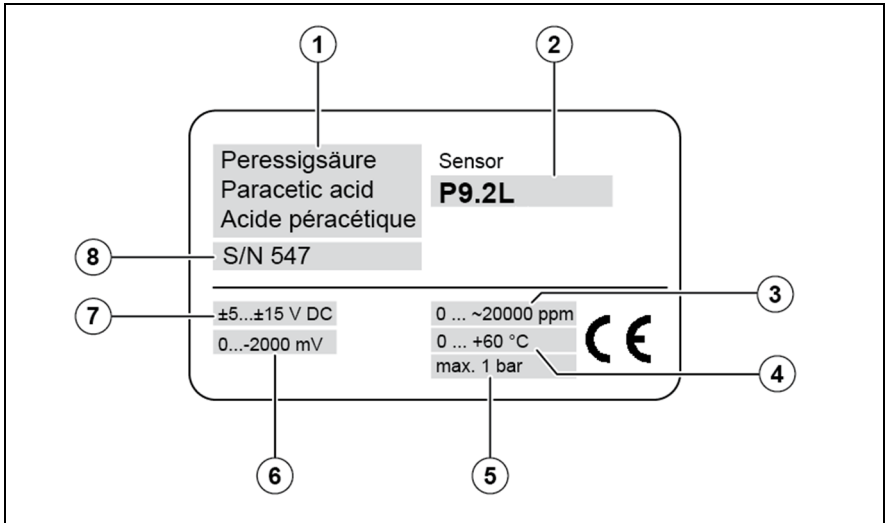 1
2
Peressigsäure
Paracetic acid
Acide péracétique
Sensor
P9.2L
8
S/N 547
3
7
±5...±15 V DC
0 ... ~20000 ppm
0...-2000 mV
0 ... +60 °C
CE
max. 1 bar
4
6
5